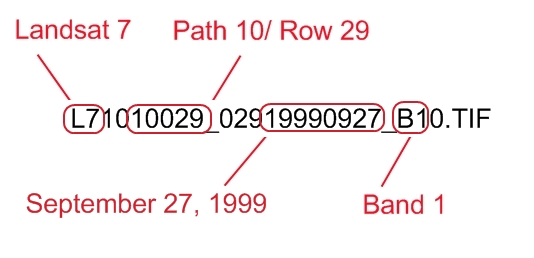 Landsat 7 Path 10/ Row 29
L71010029_02919990927_B10.TIF
September 27, 1999 Band 1